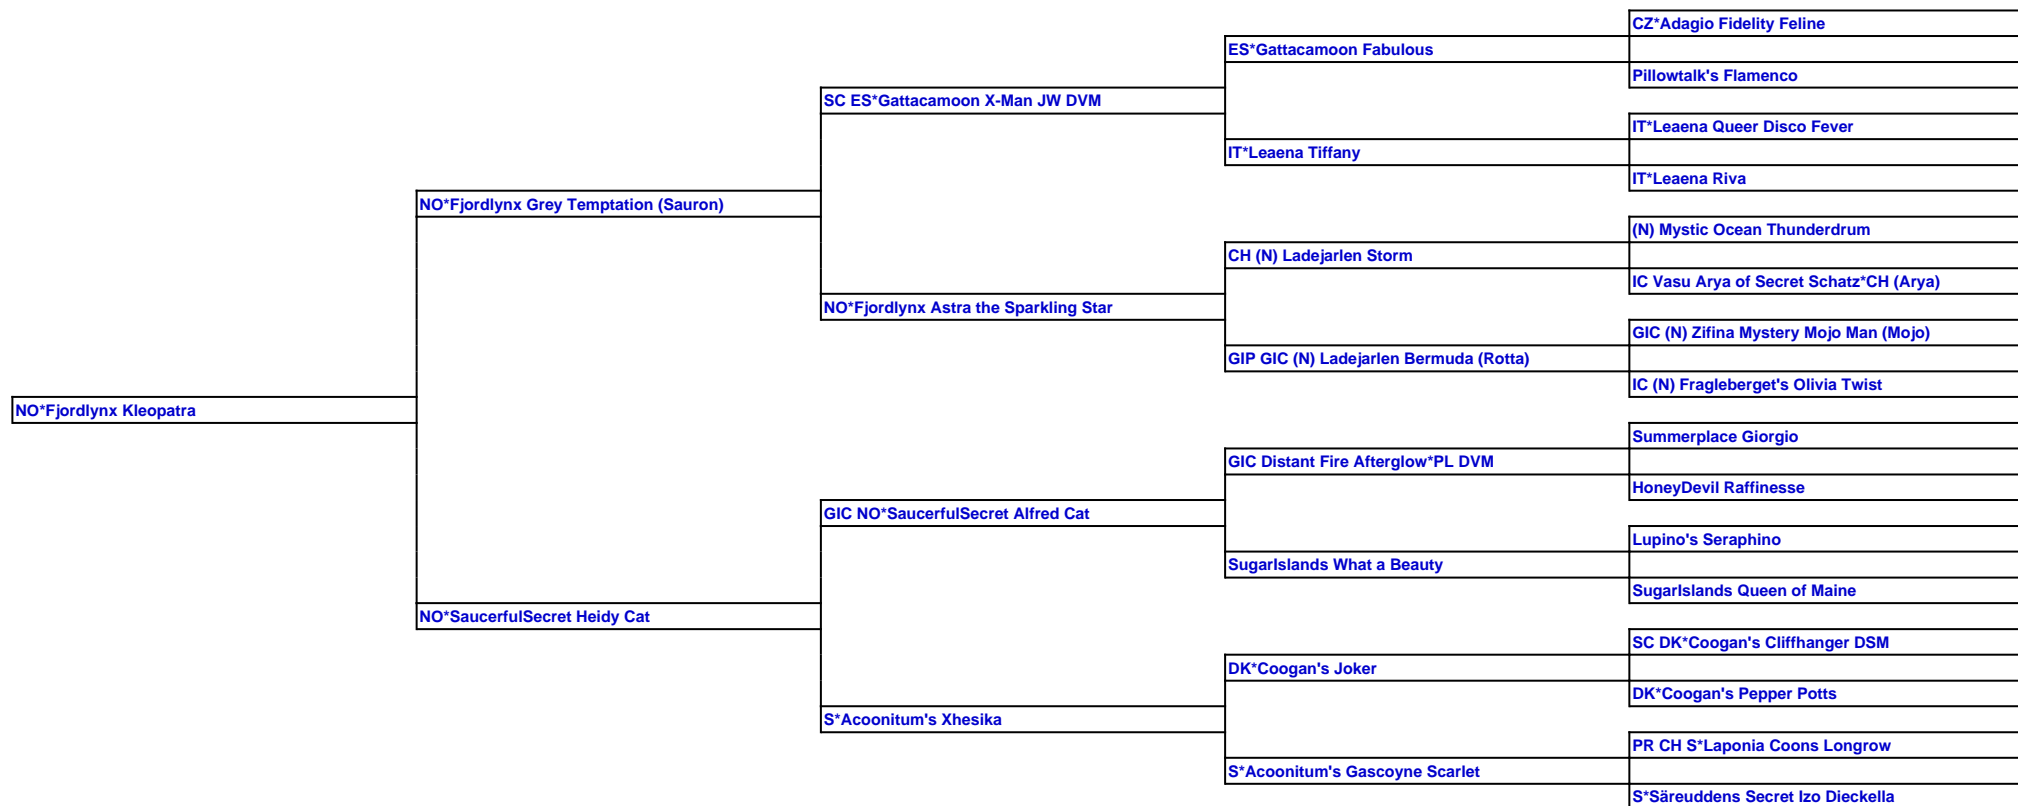 CZ*Adagio Fidelity Feline
ES*Gattacamoon Fabulous
Pillowtalk's Flamenco
SC ES*Gattacamoon X-Man JW DVM
IT*Leaena Queer Disco Fever
IT*Leaena Tiffany
IT*Leaena Riva
NO*Fjordlynx Grey Temptation (Sauron)
(N) Mystic Ocean Thunderdrum
CH (N) Ladejarlen Storm
IC Vasu Arya of Secret Schatz*CH (Arya)
NO*Fjordlynx Astra the Sparkling Star
GIC (N) Zifina Mystery Mojo Man (Mojo)
GIP GIC (N) Ladejarlen Bermuda (Rotta)
IC (N) Fragleberget's Olivia Twist
NO*Fjordlynx Kleopatra
Summerplace Giorgio
GIC Distant Fire Afterglow*PL DVM
HoneyDevil Raffinesse
GIC NO*SaucerfulSecret Alfred Cat
Lupino's Seraphino
SugarIslands What a Beauty
SugarIslands Queen of Maine
NO*SaucerfulSecret Heidy Cat
SC DK*Coogan's Cliffhanger DSM
DK*Coogan's Joker
DK*Coogan's Pepper Potts
S*Acoonitum's Xhesika
PR CH S*Laponia Coons Longrow
S*Acoonitum's Gascoyne Scarlet
S*Säreuddens Secret Izo Dieckella